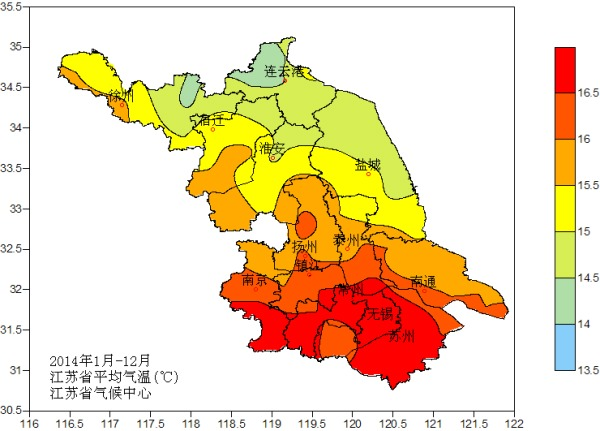 35.5
35
34.5
34
33.5
33
32.5
32
31.5
31
30.5
116
116.5
117
117.5
118
118.5
119
119.5
120
120.5
121
121.5
122
连云港
徐州
宿迁
淮安
盐城
扬州
泰州
镇江
南京
南通
常州
无锡
苏州
2014年1月-12月
江苏省平均气温(℃)
江苏省气候中心
16.5
16
15.5
15
14.5
14
13.5